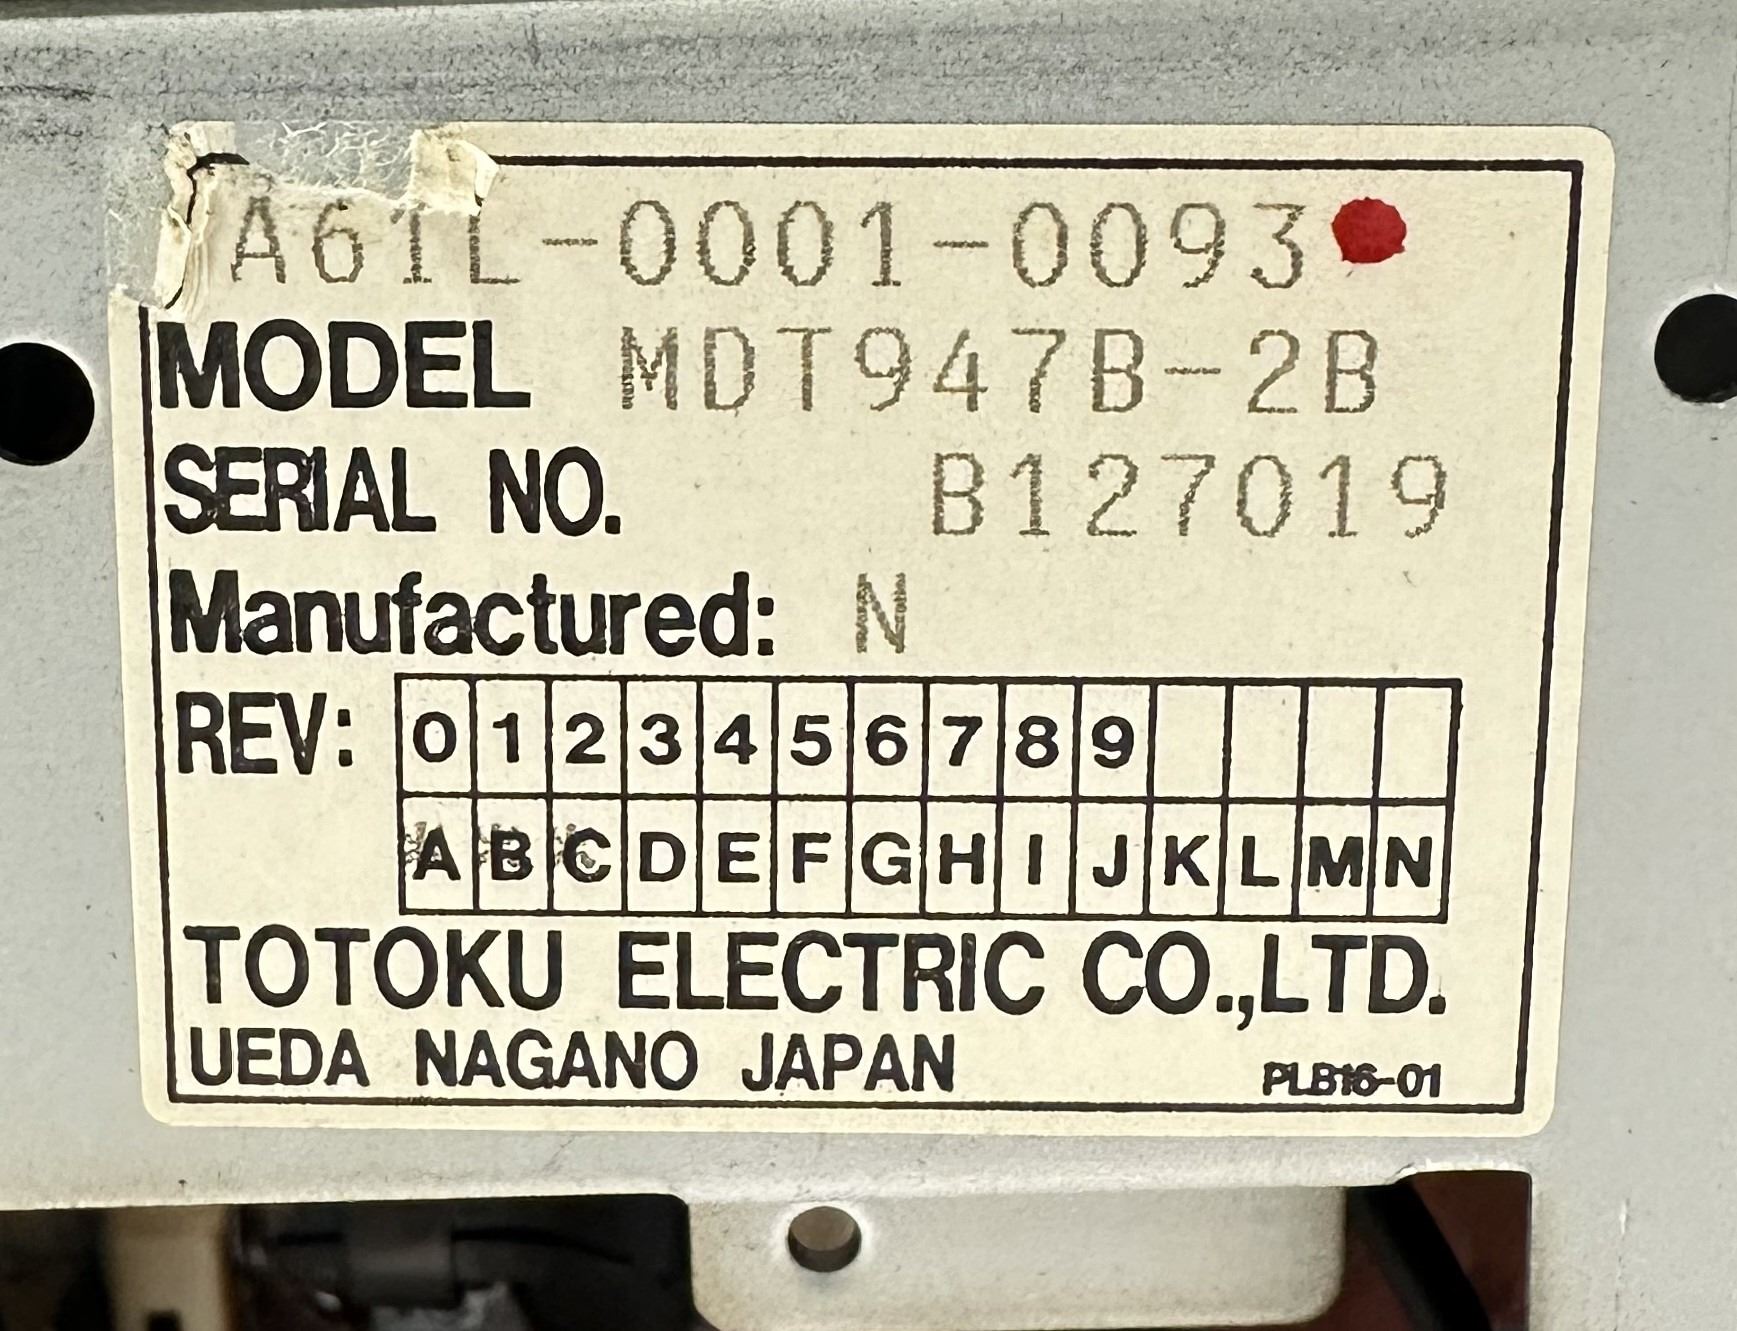 A61L-0001-0093
MODEL MDT947B-2B
SERIAL NO. B127019
Manufactured: N
REV: 0 1 2 3 4 5 6 7 8 9
A B C D E F G H I J K L M N
TOTOKU ELECTRIC CO.,LTD.
UEDA NAGANO JAPAN PLB16-01